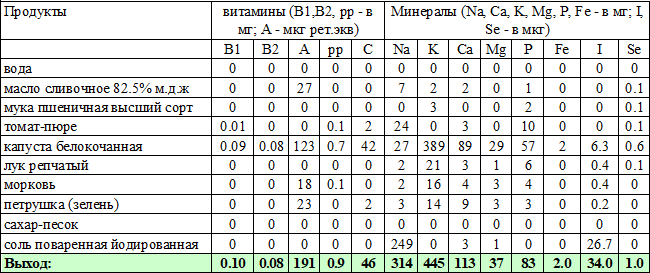 Продукты витамины (B1,B2, pp - в Минералы (Na, Ca, K, Mg, P, Fe - в мг; I,
мг; А - мкг рет.экв) Se - в мкг)
B1 B2 A pp C Na K Ca Mg P Fe I Se
вода 0 0 0 0 0 0 0 0 0 0 0 0 0
масло сливочное 82.5% м.д.ж 0 0 27 0 0 7 2 2 0 1 0 0 0.1
мука пшеничная высший сорт 0 0 0 0 0 0 3 0 0 2 0 0 0.1
томат-пюре 0.01 0 0 0.1 2 24 0 3 0 10 0 0 0.1
капуста белокочанная 0.09 0.08 123 0.7 42 27 389 89 29 57 2 6.3 0.6
лук репчатый 0 0 0 0 0 2 21 3 1 6 0 0.4 0.1
морковь 0 0 18 0.1 0 2 16 4 3 4 0 0.4 0
петрушка (зелень) 0 0 23 0 2 3 14 9 3 3 0 0.2 0
сахар-песок 0 0 0 0 0 0 0 0 0 0 0 0 0
соль поваренная йодированная 0 0 0 0 0 249 0 3 1 0 0 26.7 0
Выход: 0.10 0.08 191 0.9 46 314 445 113 37 83 2.0 34.0 1.0